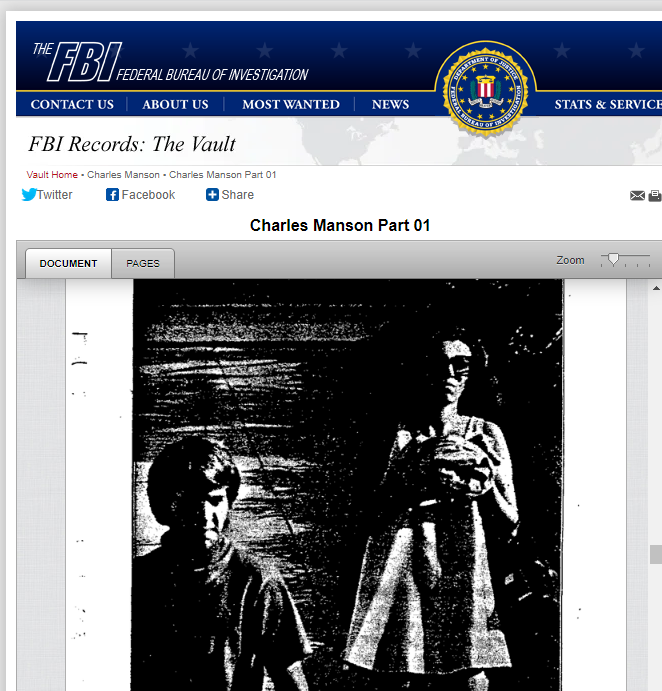 THE FBI FEDERAL BUREAU OF INVESTIGATION
CONTACT US ABOUT US MOST WANTED NEWS STATS & SERVICE
DEPARTMENT OF JUSTICE
FEDERAL BUREAU OF INVESTIGATION
FBI Records: The Vault
Vault Home • Charles Manson • Charles Manson Part 01
Twitter Facebook Share
Charles Manson Part 01
DOCUMENT PAGES Zoom